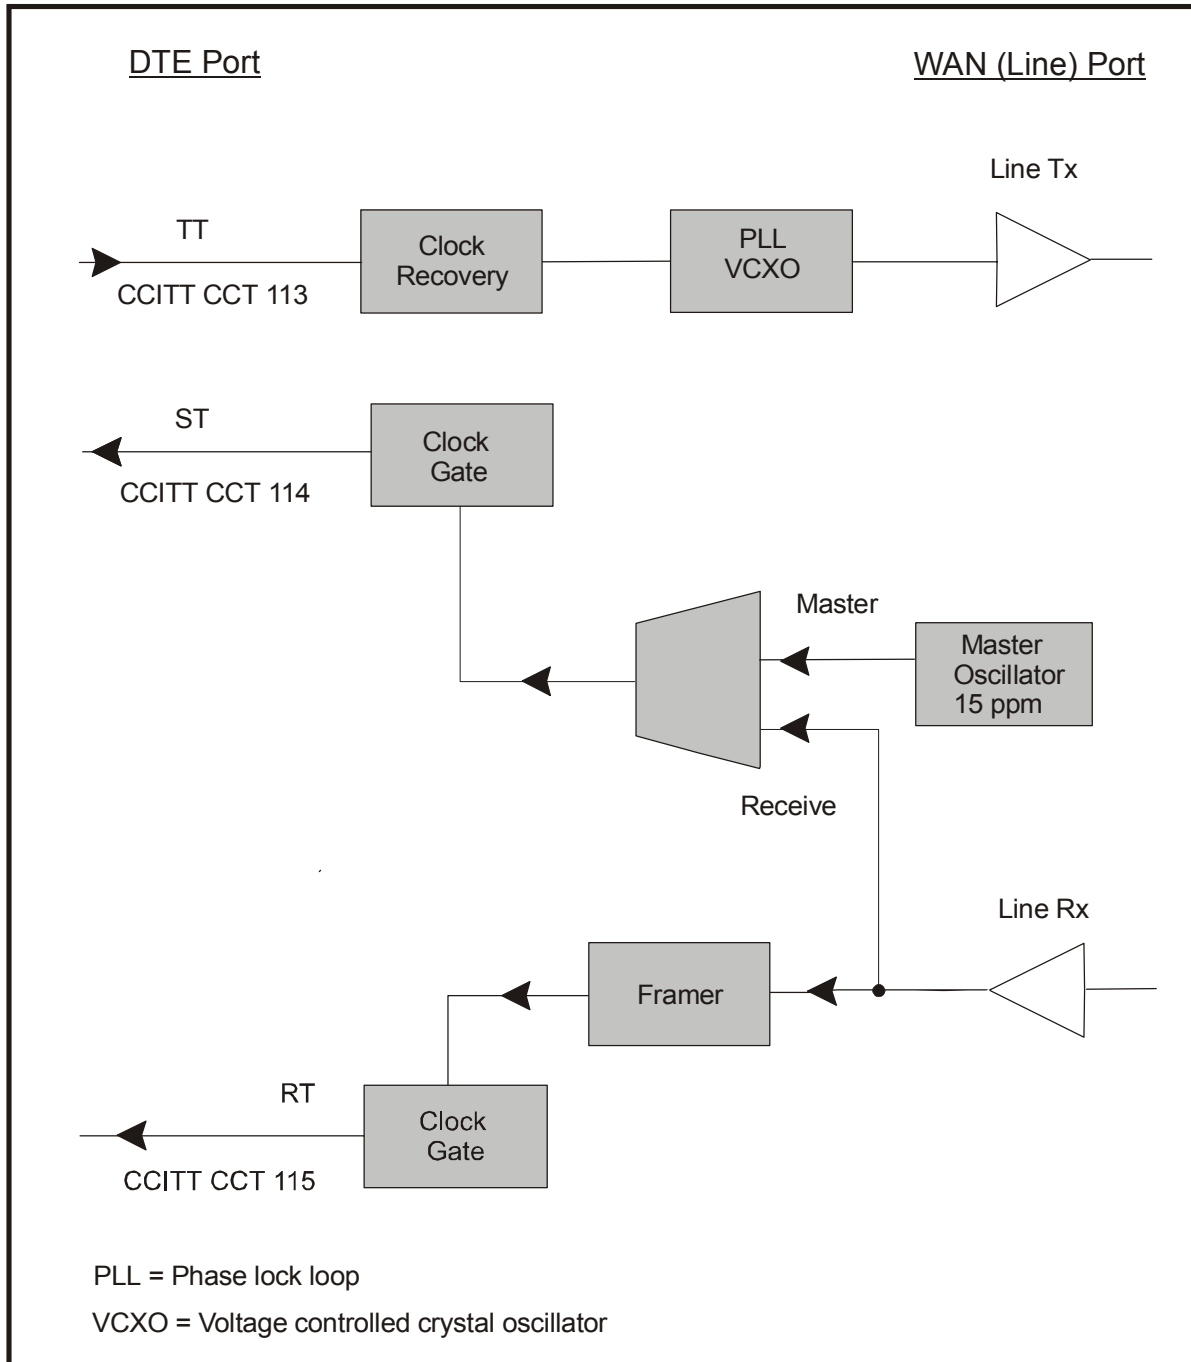 DTE Port
WAN (Line) Port
Line Tx
TT
Clock
Recovery
PLL
VCXO
CCITT CCT 113
ST
Clock
Gate
CCITT CCT 114
Master
Master
Oscillator
15 ppm
Receive
Line Rx
Framer
RT
Clock
Gate
CCITT CCT 115
PLL = Phase lock loop
VCXO = Voltage controlled crystal oscillator